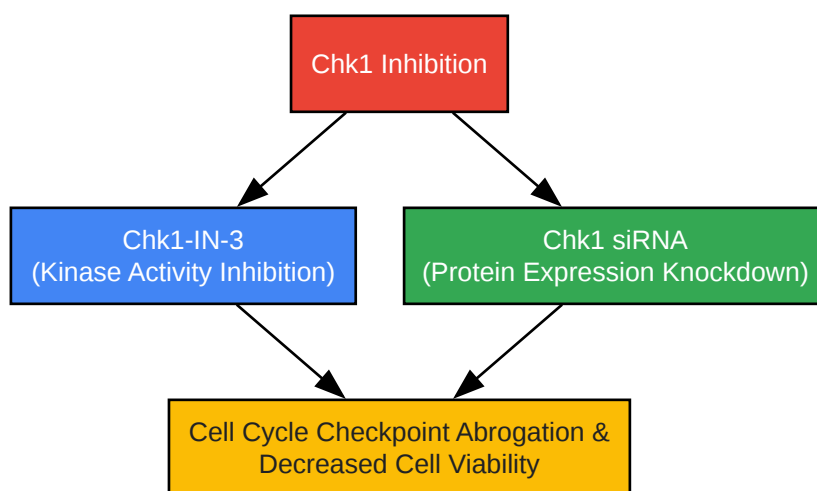 Chk1 Inhibition
Chk1-IN-3
(Kinase Activity Inhibition)
Chk1 siRNA
(Protein Expression Knockdown)
Cell Cycle Checkpoint Abrogation &
Decreased Cell Viability